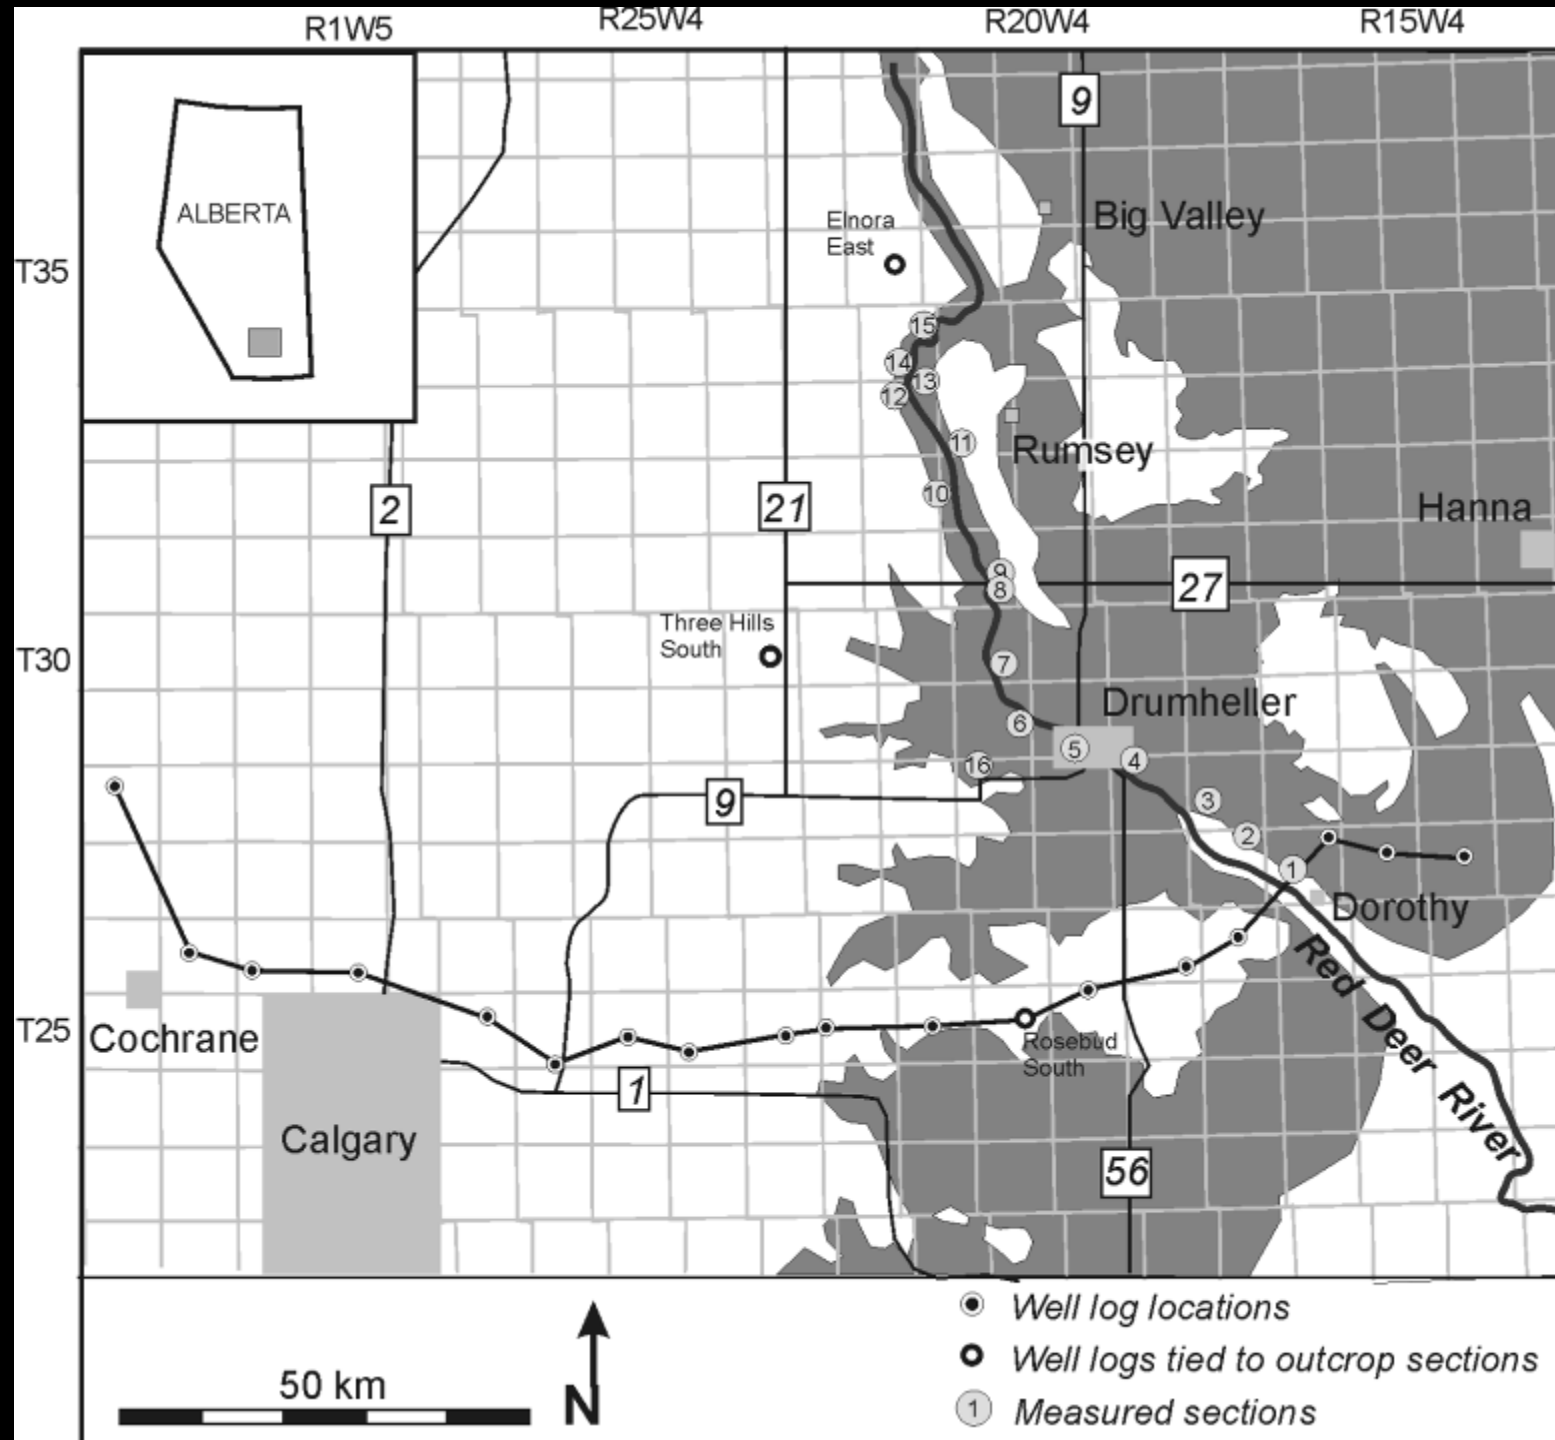 R1W5
R25W4
R20W4
R15W4
9
ALBERTA
Elnora
East
Big Valley
T35
15
14
13
12
11
Rumsey
10
2
21
Hanna
9
8
27
Three Hills
South
T30
7
Drumheller
6
5
4
16
9
3
2
1
Dorothy
Red Deer River
T25
Cochrane
Rosebud
South
1
Calgary
56
Well log locations
50 km
N
Well logs tied to outcrop sections
1 Measured sections